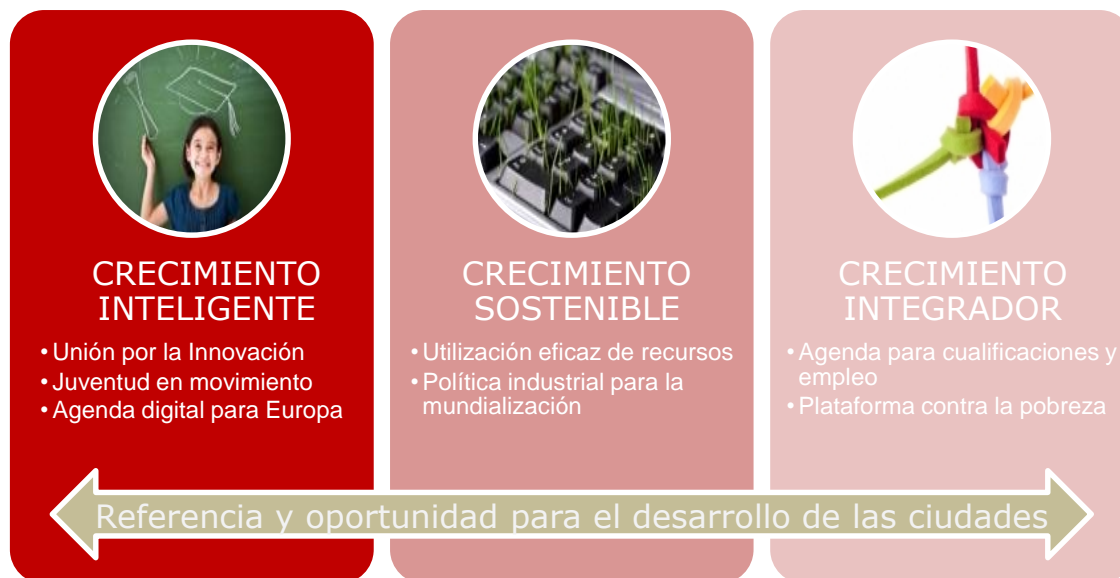 CRECIMIENTO
INTELIGENTE
• Unión por la Innovación
• Juventud en movimiento
• Agenda digital para Europa
CRECIMIENTO
SOSTENIBLE
• Utilización eficaz de recursos
• Política industrial para la
mundialización
CRECIMIENTO
INTEGRADOR
• Agenda para cualificaciones y
empleo
• Plataforma contra la pobreza
Referencia y oportunidad para el desarrollo de las ciudades